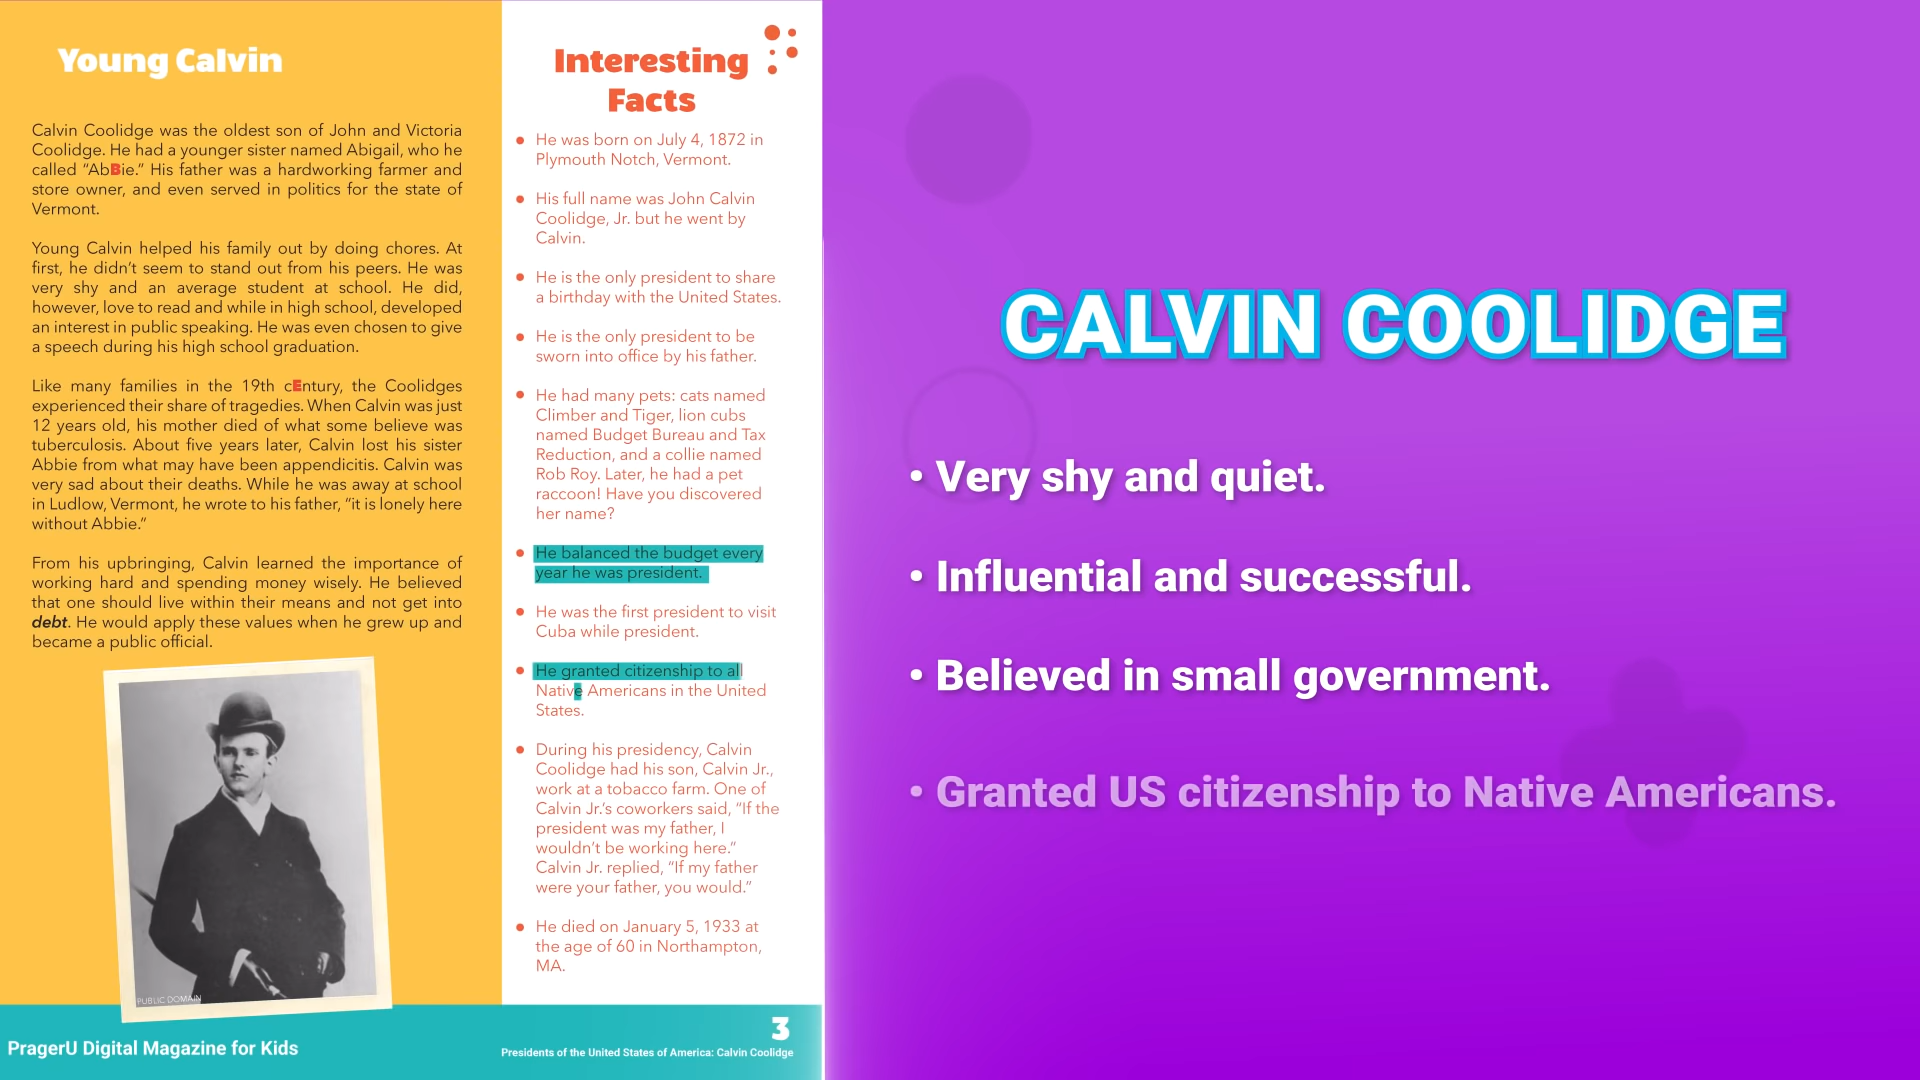 Young Calvin
Calvin Coolidge was the oldest son of John and Victoria
Coolidge. He had a younger sister named Abigail, who he
called “AbBie.” His father was a hardworking farmer and
store owner, and even served in politics for the state of
Vermont.
Young Calvin helped his family out by doing chores. At
first, he didn’t seem to stand out from his peers. He was
very shy and an average student at school. He did,
however, love to read and while in high school, developed
an interest in public speaking. He was even chosen to give
a speech during his high school graduation.
Like many families in the 19th cEntury, the Coolidges
experienced their share of tragedies. When Calvin was just
12 years old, his mother died of what some believe was
tuberculosis. About five years later, Calvin lost his sister
Abbie from what may have been appendicitis. Calvin was
very sad about their deaths. While he was away at school
in Ludlow, Vermont, he wrote to his father, “it is lonely here
without Abbie.”
From his upbringing, Calvin learned the importance of
working hard and spending money wisely. He believed
that one should live within their means and not get into
debt. He would apply these values when he grew up and
became a public official.
PUBLIC DOMAIN
PragerU Digital Magazine for Kids
Interesting
Facts
• He was born on July 4, 1872 in
Plymouth Notch, Vermont.
• His full name was John Calvin
Coolidge, Jr. but he went by
Calvin.
• He is the only president to share
a birthday with the United States.
• He is the only president to be
sworn into office by his father.
• He had many pets: cats named
Climber and Tiger, lion cubs
named Budget Bureau and Tax
Reduction, and a collie named
Rob Roy. Later, he had a pet
raccoon! Have you discovered
her name?
• He balanced the budget every
year he was president.
• He was the first president to visit
Cuba while president.
• He granted citizenship to all
Native Americans in the United
States.
• During his presidency, Calvin
Coolidge had his son, Calvin Jr.,
work at a tobacco farm. One of
Calvin Jr.’s coworkers said, “If the
president was my father, I
wouldn’t be working here.”
Calvin Jr. replied, “If my father
were your father, you would.”
• He died on January 5, 1933 at
the age of 60 in Northampton,
MA.
3
Presidents of the United States of America: Calvin Coolidge
CALVIN COOLIDGE
• Very shy and quiet.
• Influential and successful.
• Believed in small government.
• Granted US citizenship to Native Americans.